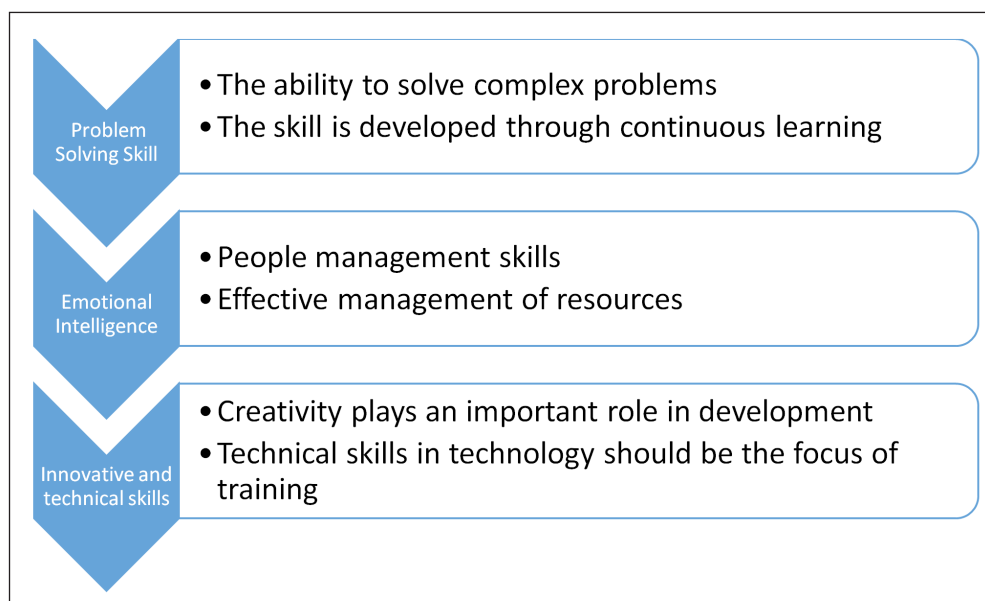 Problem
Solving Skill
•The ability to solve complex problems
•The skill is developed through continuous learning
Emotional
Intelligence
•People management skills
•Effective management of resources
Innovative and
technical skills
•Creativity plays an important role in development
•Technical skills in technology should be the focus of
training